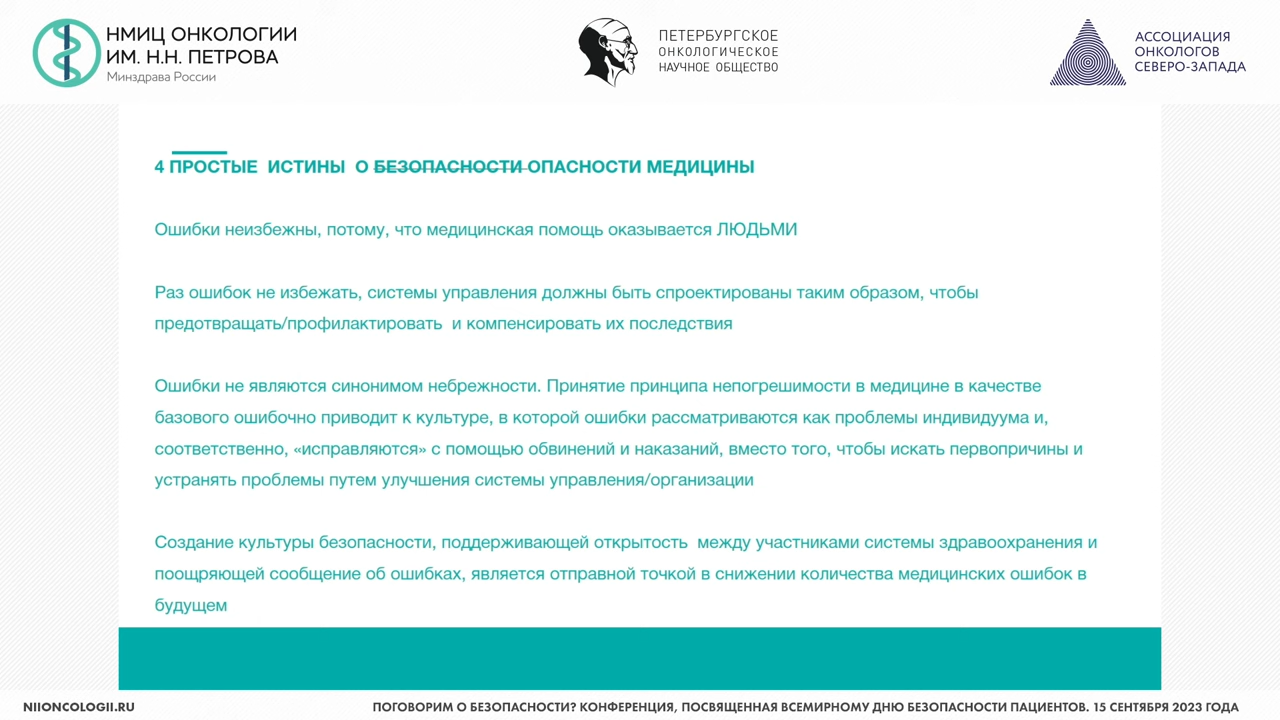 НМИЦ ОНКОЛОГИИ
ИМ. Н.Н. ПЕТРОВА
Минздрава России
ПЕТЕРБУРГСКОЕ
ОНКОЛОГИЧЕСКОЕ
НАУЧНОЕ ОБЩЕСТВО
АССОЦИАЦИЯ
ОНКОЛОГОВ
СЕВЕРО-ЗАПАДА
4 ПРОСТЫЕ ИСТИНЫ О БЕЗОПАСНОСТИ ОПАСНОСТИ МЕДИЦИНЫ
Ошибки неизбежны, потому, что медицинская помощь оказывается ЛЮДЬМИ
Раз ошибок не избежать, системы управления должны быть спроектированы таким образом, чтобы
предотвращать/профилактировать и компенсировать их последствия
Ошибки не являются синонимом небрежности. Принятие принципа непогрешимости в медицине в качестве
базового ошибочно приводит к культуре, в которой ошибки рассматриваются как проблемы индивидуума и,
соответственно, «исправляются» с помощью обвинений и наказаний, вместо того, чтобы искать первопричины и
устранять проблемы путем улучшения системы управления/организации
Создание культуры безопасности, поддерживающей открытость между участниками системы здравоохранения и
поощряющей сообщение об ошибках, является отправной точкой в снижении количества медицинских ошибок в
будущем
NIIONCOLOGII.RU
ПОГОВОРИМ О БЕЗОПАСНОСТИ? КОНФЕРЕНЦИЯ, ПОСВЯЩЕННАЯ ВСЕМИРНОМУ ДНЮ БЕЗОПАСНОСТИ ПАЦИЕНТОВ. 15 СЕНТЯБРЯ 2023 ГОДА